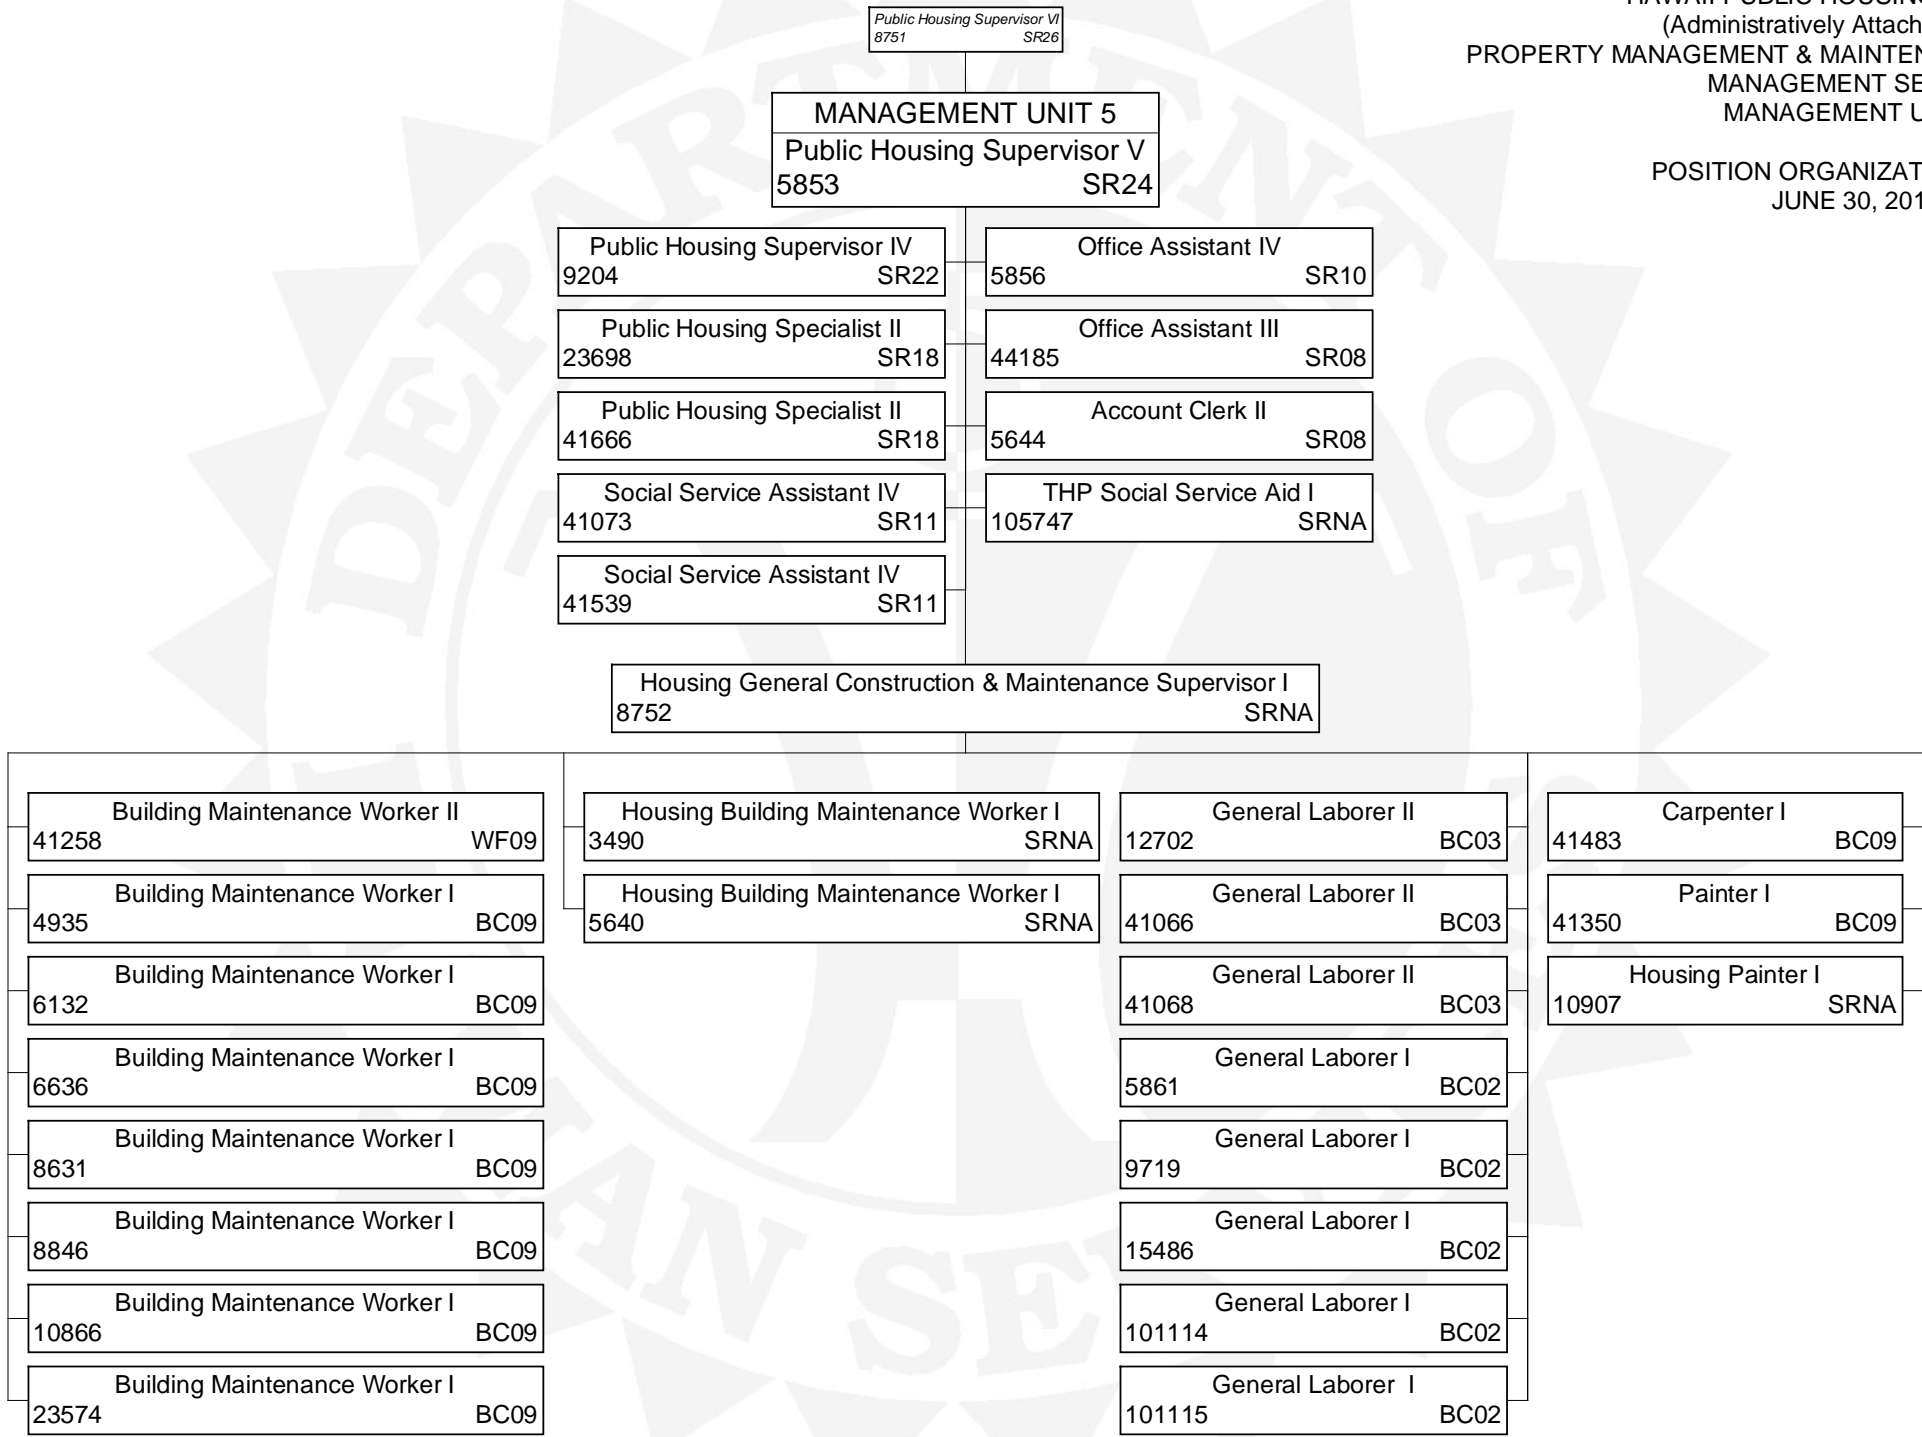 Public Housing Supervisor VI
8751 SR26
(Administratively
PROPERTY MANAGEMENT &
MANAGEMENT
MANAGEMENT
POSITION
JUNE 30,
MANAGEMENT UNIT 5
Public Housing Supervisor V
5853 SR24
Public Housing Supervisor IV
9204 SR22
Office Assistant IV
5856 SR10
Public Housing Specialist II
23698 SR18
Office Assistant III
44185 SR08
Public Housing Specialist II
41666 SR18
Account Clerk II
5644 SR08
Social Service Assistant IV
41073 SR11
THP Social Service Aid I
105747 SRNA
Social Service Assistant IV
41539 SR11
Housing General Construction & Maintenance Supervisor I
8752 SRNA
Building Maintenance Worker II
41258 WF09
Building Maintenance Worker I
4935 BC09
Building Maintenance Worker I
6132 BC09
Building Maintenance Worker I
6636 BC09
Building Maintenance Worker I
8631 BC09
Building Maintenance Worker I
8846 BC09
Building Maintenance Worker I
10866 BC09
Building Maintenance Worker I
23574 BC09
Housing Building Maintenance Worker I
3490 SRNA
Housing Building Maintenance Worker I
5640 SRNA
General Laborer II
12702 BC03
General Laborer II
41066 BC03
General Laborer II
41068 BC03
General Laborer I
5861 BC02
General Laborer I
9719 BC02
General Laborer I
15486 BC02
General Laborer I
101114 BC02
General Laborer I
101115 BC02
Carpenter I
41483 BC09
Painter I
41350 BC09
Housing Painter I
10907 SRNA
DEPARTMENT OF